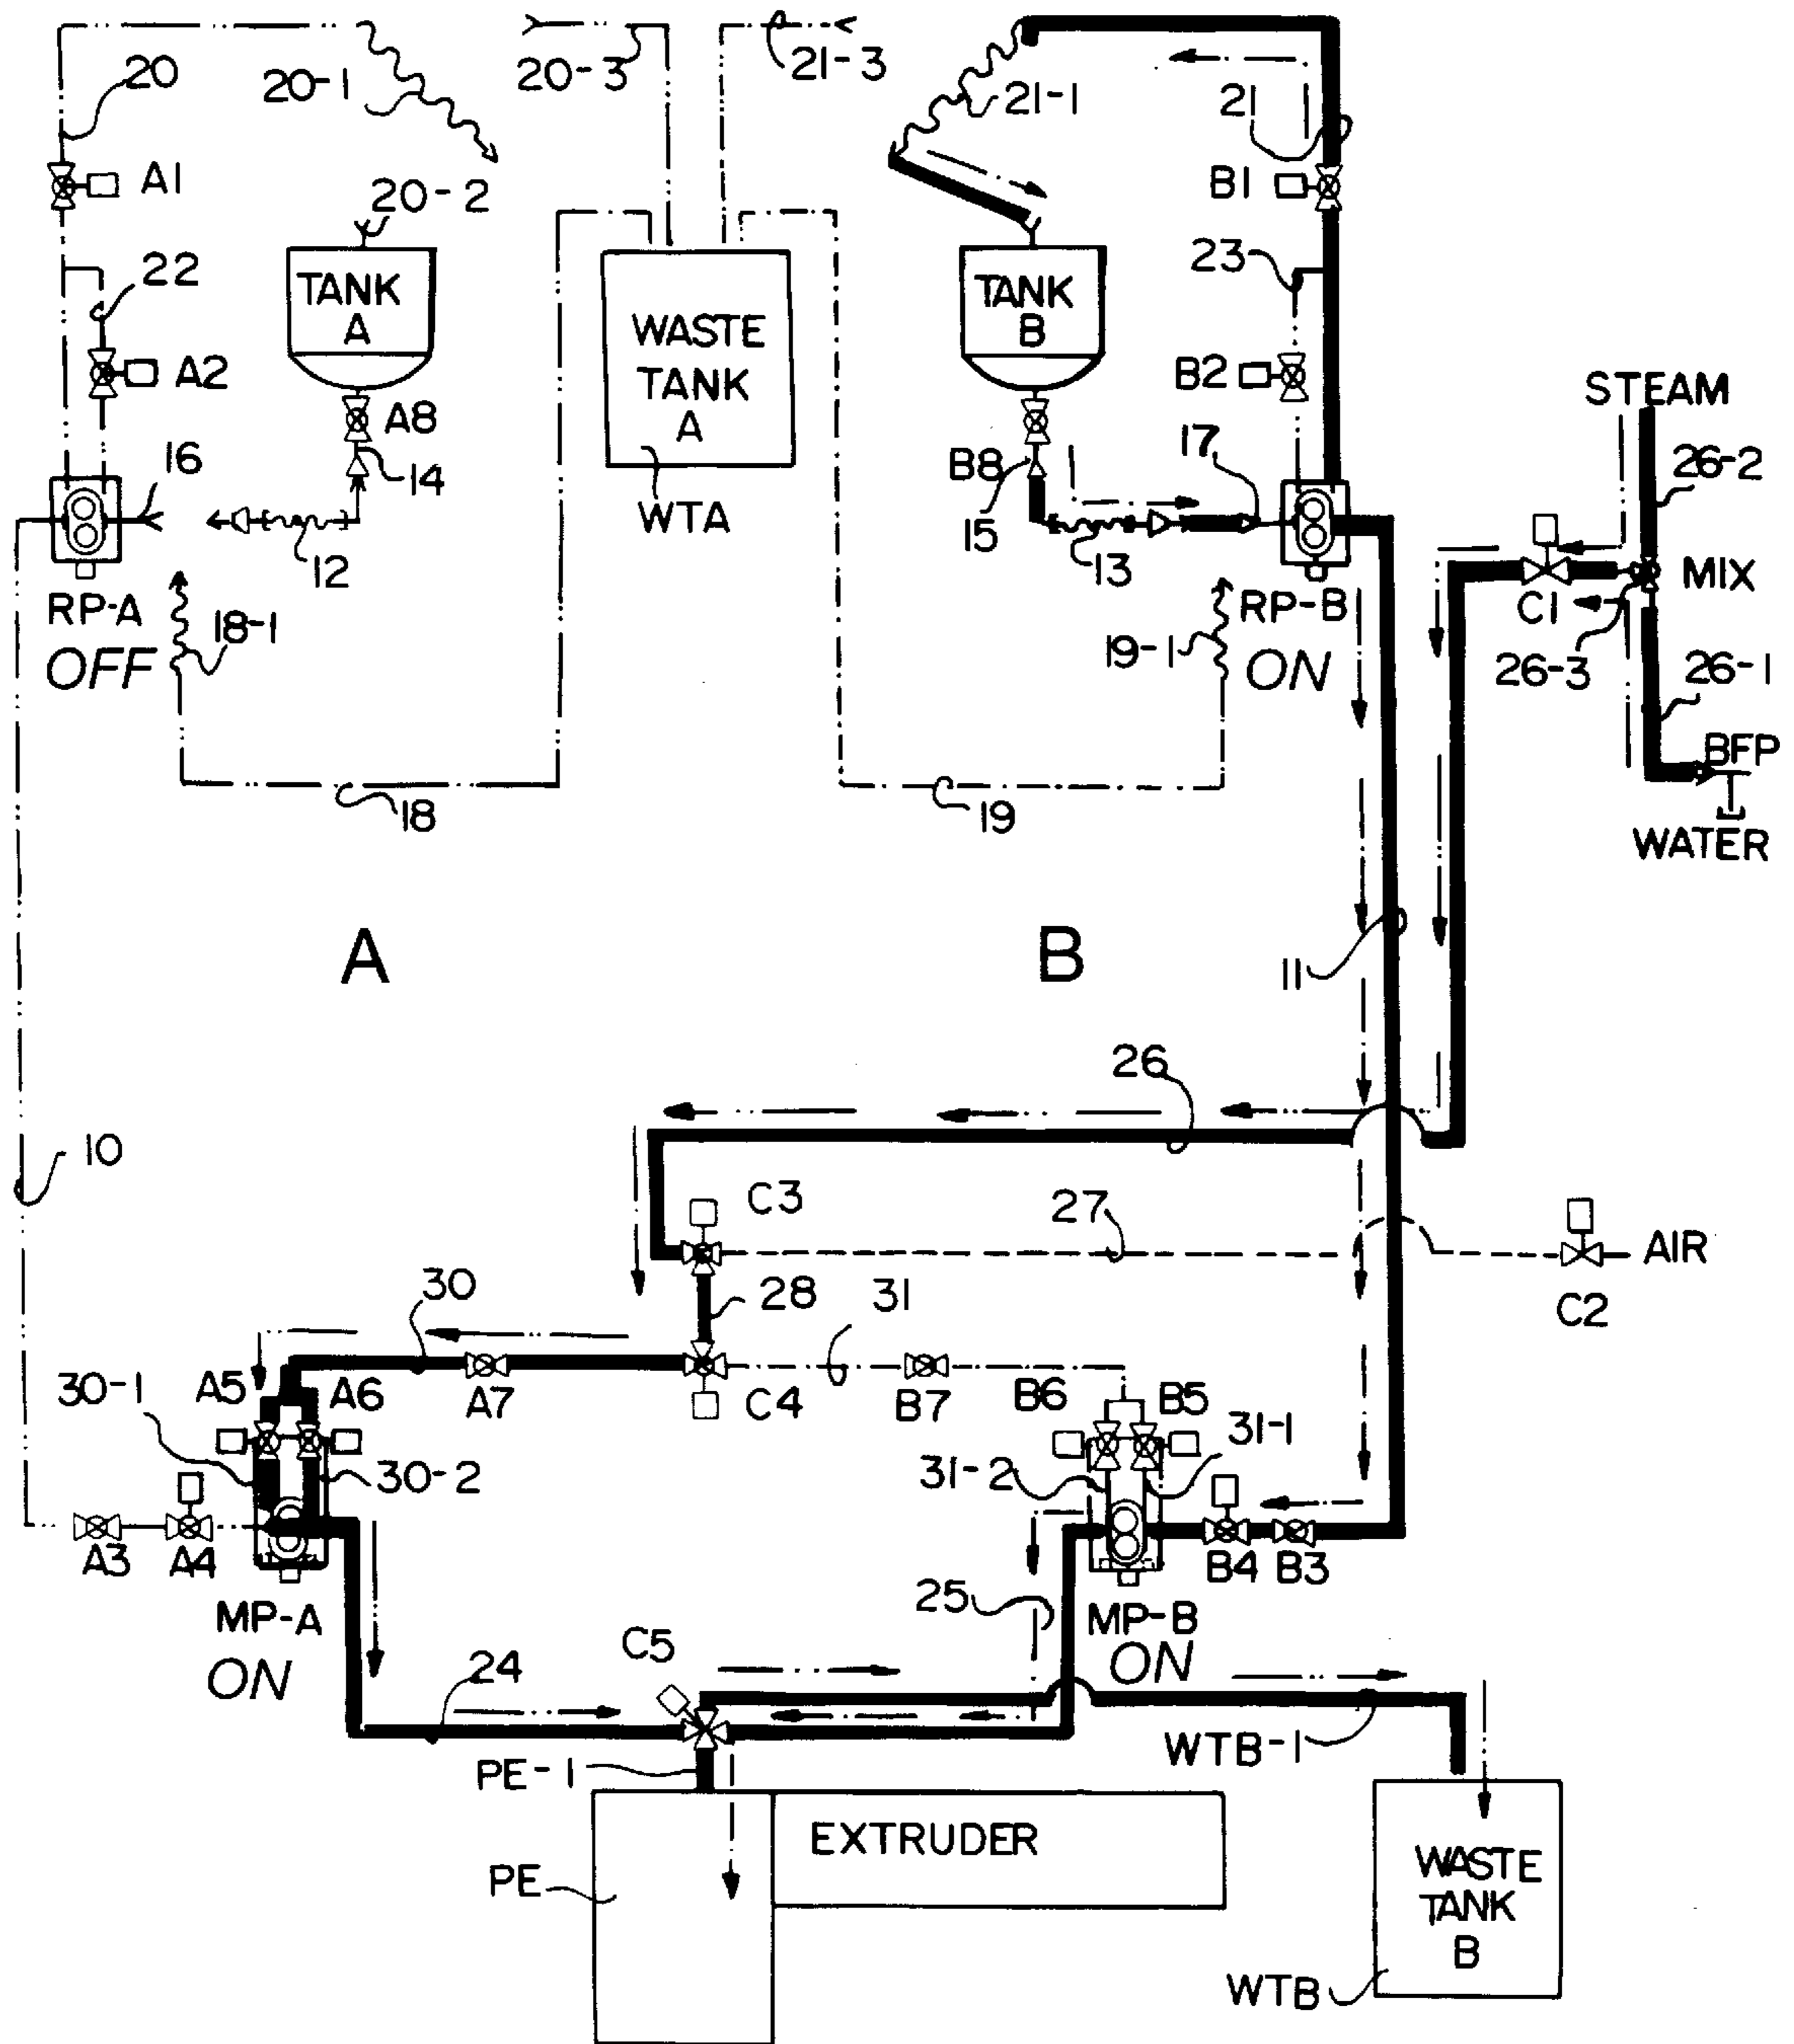 20
20-1
20-3
21-3
21-1
21
A1
20-2
B1
22
TANK
A
WASTE
TANK
A
TANK
B
23
A2
B2
STEAM
16
A8
14
17
26-2
B8
WTA
15
12
13
MIX
RP-A
18-1
RP-B
C1
OFF
19-1
ON
26-3
26-1
BFP
18
19
WATER
A
B
11
26
10
C3
27
AIR
30
28
31
C2
30-1
A5
A6
A7
C4
B7
B6
B5
31-1
30-2
31-2
A3
A4
B4
B3
MP-A
25
MP-B
ON
C5
ON
24
WTB-1
PE-1
EXTRUDER
PE
WASTE
TANK
B
WTB